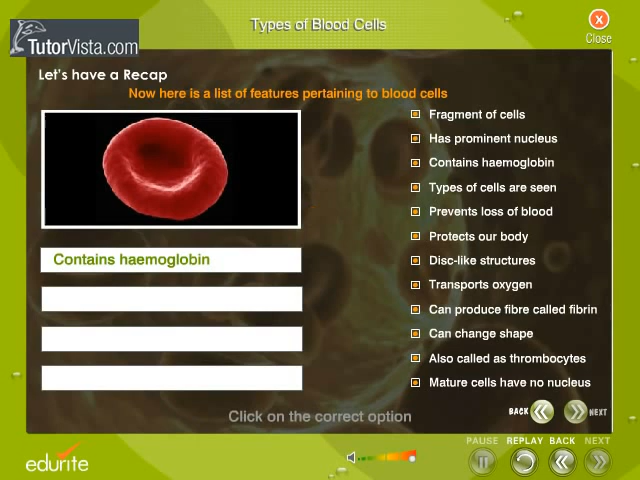 Types of Blood Cells
X
Close
TutorVista.com
Let's have a Recap
Now here is a list of features pertaining to blood cells
Fragment of cells
Has prominent nucleus
Contains haemoglobin
Types of cells are seen
Prevents loss of blood
Protects our body
Disc-like structures
Transports oxygen
Can produce fibre called fibrin
Can change shape
Also called as thrombocytes
Mature cells have no nucleus
Contains haemoglobin
Click on the correct option
BACK
NEXT
PAUSE REPLAY BACK NEXT
edurite